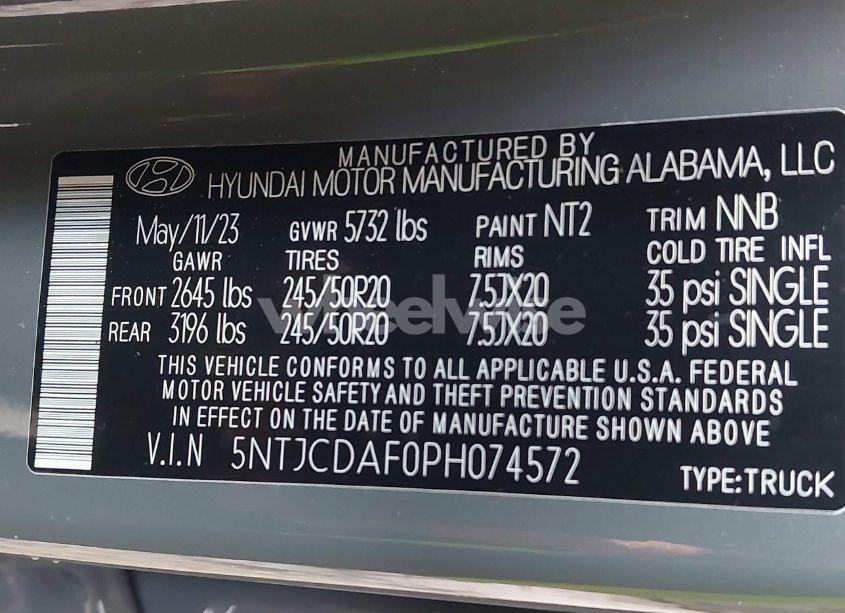 MANUFACTURED BY
HYUNDAI MOTOR MANUFACTURING ALABAMA, LLC
May/11/23 GVWR 5732 lbs PAINT NT2 TRIM NNB
GAWR TIRES RIMS COLD TIRE INFL
FRONT 2645 lbs 245/50R20 7.5JX20 35 psi SINGLE
REAR 3196 lbs 245/50R20 7.5JX20 35 psi SINGLE
THIS VEHICLE CONFORMS TO ALL APPLICABLE U.S.A. FEDERAL
MOTOR VEHICLE SAFETY AND THEFT PREVENTION STANDARDS
IN EFFECT ON THE DATE OF MANUFACTURE SHOWN ABOVE
V.I.N 5NTJCDAF0PH074572
TYPE:TRUCK